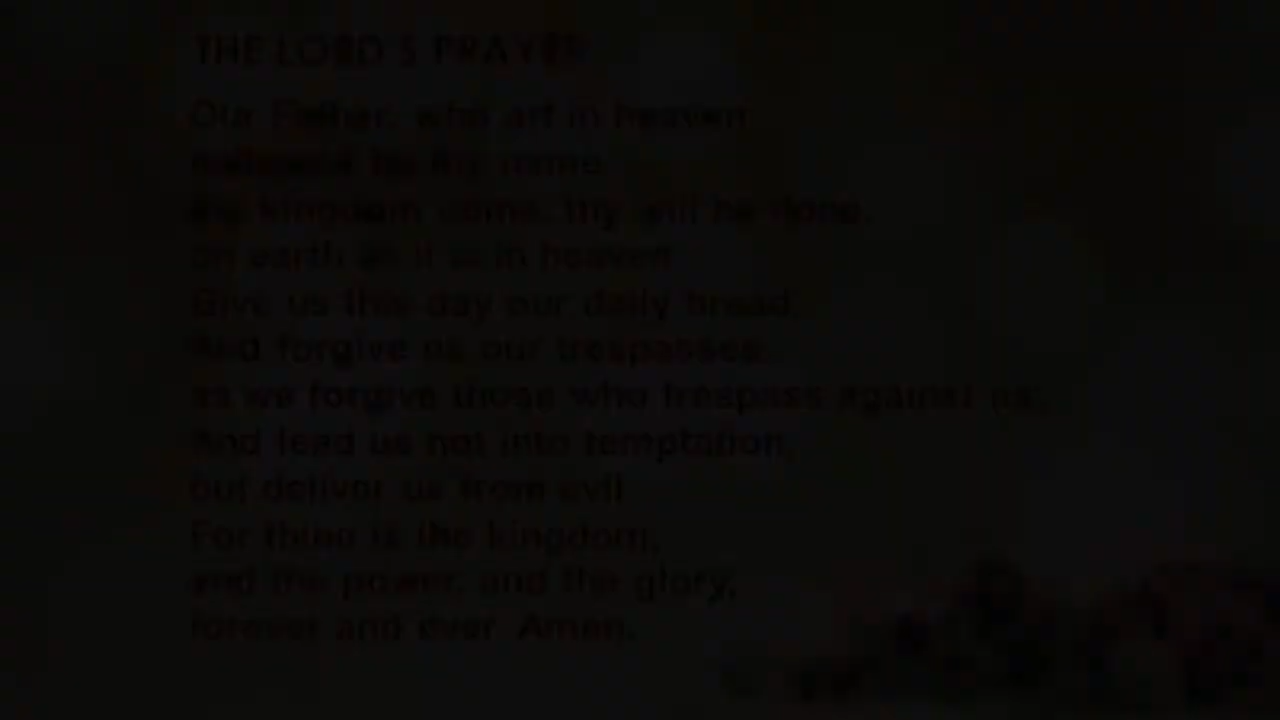 THE LORD'S PRAYER
Our Father, who art in heaven
hallowed be thy name
thy kingdom come, thy will be done,
on earth as it is in heaven
Give us this day our daily bread
And forgive us our trespasses
as we forgive those who trespass against us,
And lead us not into temptation,
but deliver us from evil
For thine is the kingdom,
and the power, and the glory,
forever and ever. Amen.